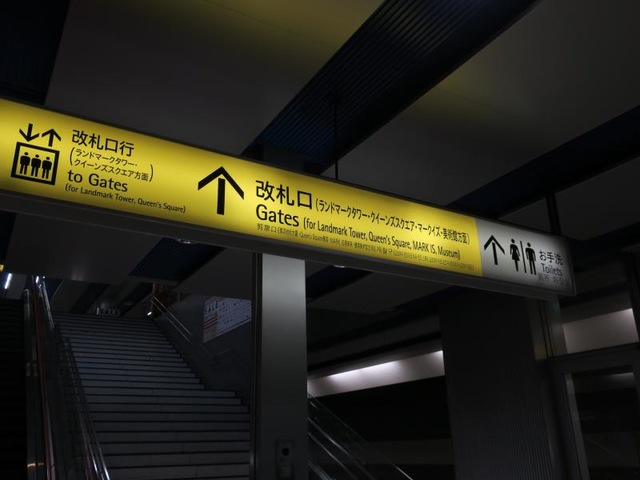 改札口行
(ランドマークタワー・
クイーンズスクエア方面)
to Gates
(for Landmark Tower, Queen's Square)
改札口 (ランドマークタワー・クイーンズスクエア・マークイズ・美術館方面)
Gates (for Landmark Tower, Queen's Square, MARK IS, Museum)
お手洗
Toilets